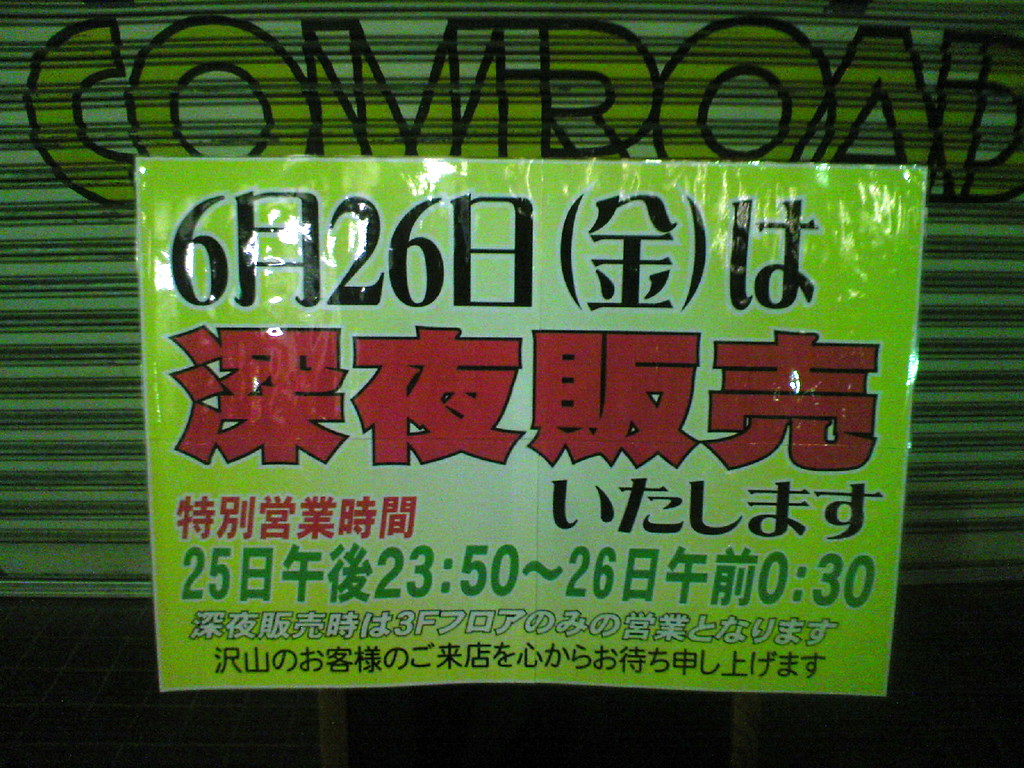 COMROAD
6月26日(金)は
深夜販売
いたします
特別営業時間
25日午後23:50〜26日午前0:30
深夜販売時は3Fフロアのみの営業となります
沢山のお客様のご来店を心からお待ち申し上げます